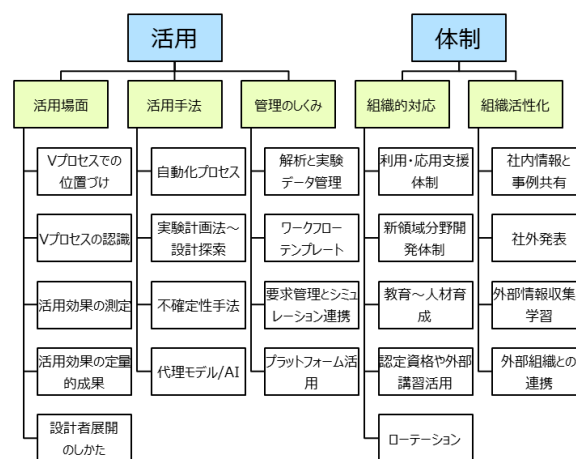 活用
体制
活用場面
活用手法
管理のしくみ
組織的対応
組織活性化
Vプロセスでの
位置づけ
Vプロセスの認識
活用効果の測定
活用効果の定量
的成果
設計者展開
のしかた
自動化プロセス
実験計画法～
設計探索
不確定性手法
代理モデル/AI
解析と実験
データ管理
ワークフロー
テンプレート
要求管理とシミュ
レーション連携
プラットフォーム活
用
利用・応用支援
体制
新領域分野開
発体制
教育～人材育
成
認定資格や外部
講習活用
ローテーション
社内情報と
事例共有
社外発表
外部情報収集
学習
外部組織との
連携